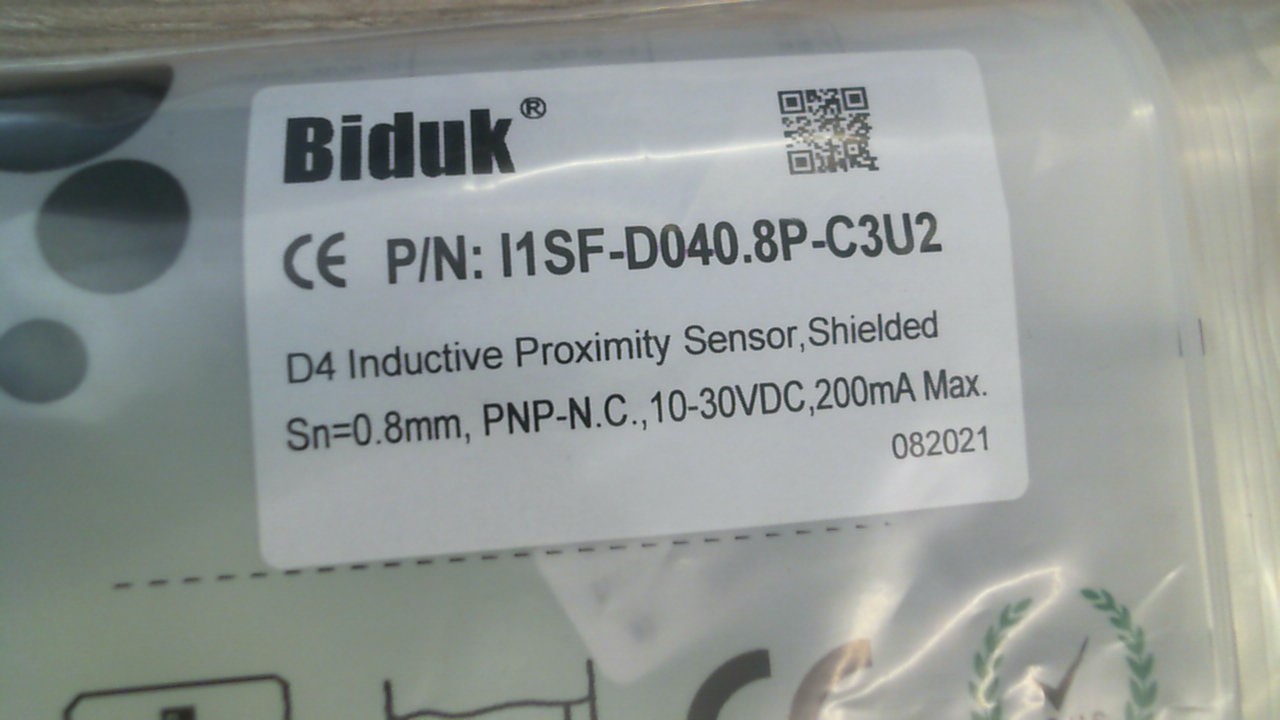 Biduk®
CE P/N: I1SF-D040.8P-C3U2
D4 Inductive Proximity Sensor,Shielded
Sn=0.8mm, PNP-N.C.,10-30VDC,200mA Max.
082021
CE